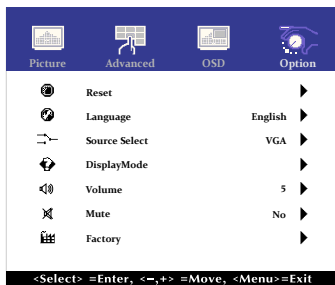 Picture Advanced OSD Option
Reset
Language English
Source Select VGA
DisplayMode
Volume 5
Mute No
Factory
<Select> =Enter, <−,+> =Move, <Menu>=Exit